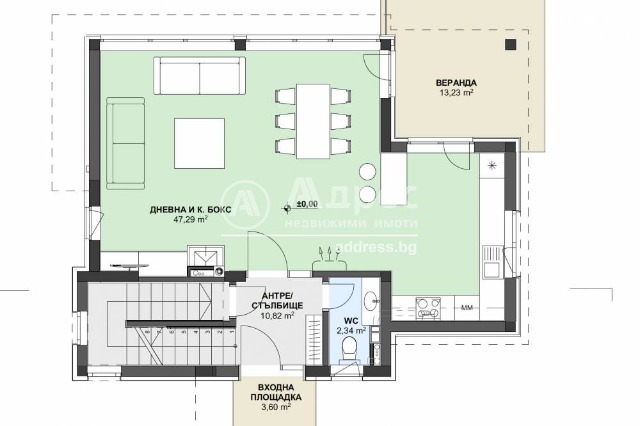 ВЕРАНДА
13,23 m²
Адрес
недвижими имоти
address.bg
ДНЕВНА И К. БОКС
47,29 m²
±0,00
АНТРЕ/
СТЪЛБИЩЕ
10,82 m²
WC
2,34 m²
MM
ВХОДНА
ПЛОЩАДКА
3,60 m²